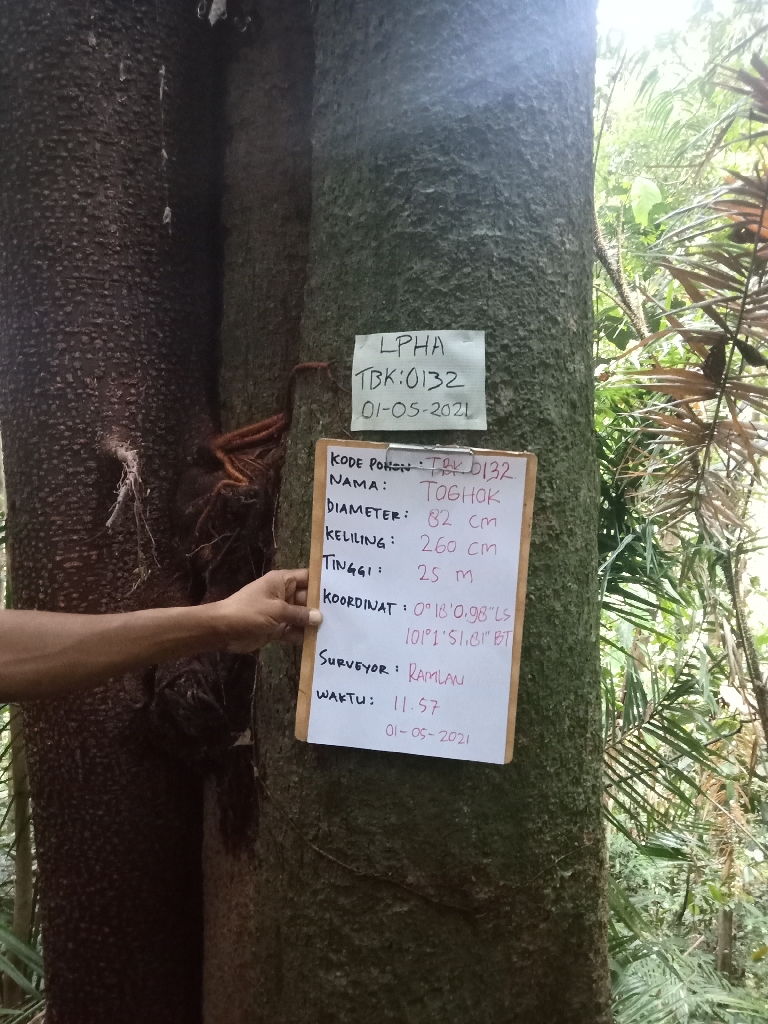 LPHA
TBK:0132
01-05-2021
KODE POHON : TBK 0132
NAMA : TOGHOK
DIAMETER : 82 cm
KELILING : 260 cm
TINGGI : 25 m
KOORDINAT : 0°18'0,98"LS
101°1'51,81" BT
SURVEYOR : RAMLAN
WAKTU : 11.57
01-05-2021